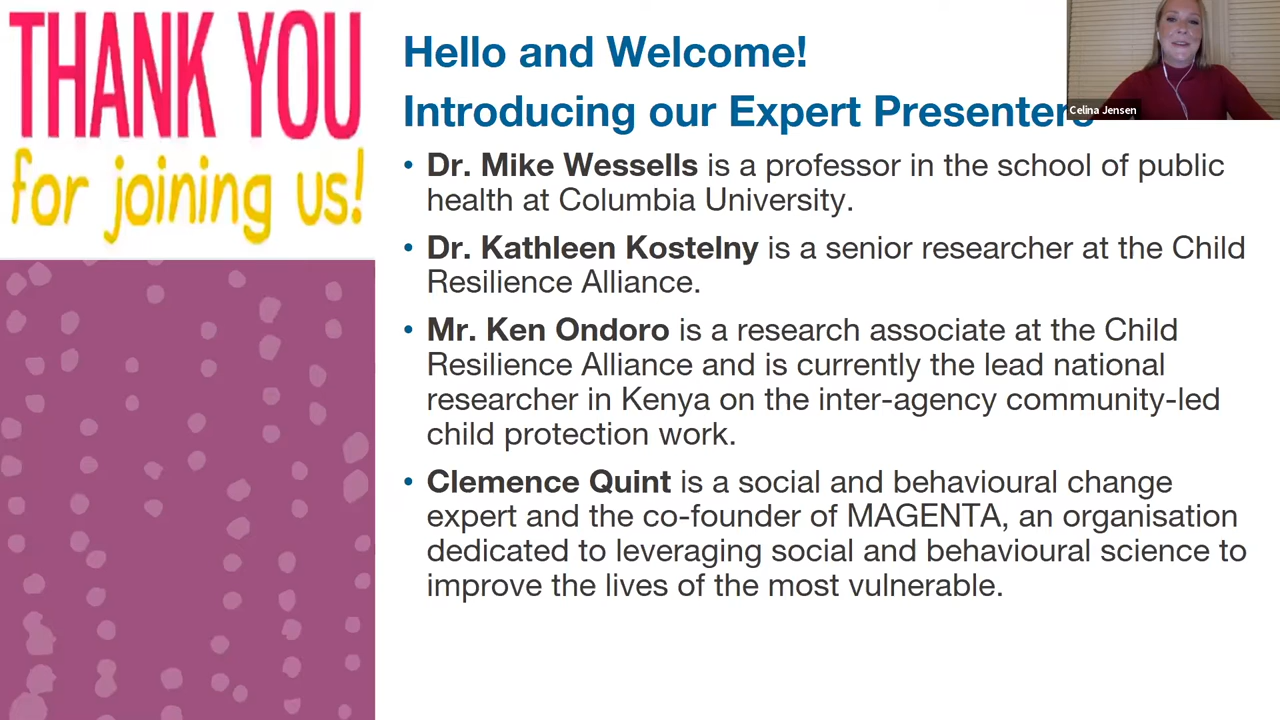 THANK YOU
for joining us!
Hello and Welcome!
Introducing our Expert Presenters
Celina Jensen
• Dr. Mike Wessells is a professor in the school of public
health at Columbia University.
• Dr. Kathleen Kostelny is a senior researcher at the Child
Resilience Alliance.
• Mr. Ken Ondoro is a research associate at the Child
Resilience Alliance and is currently the lead national
researcher in Kenya on the inter-agency community-led
child protection work.
• Clemence Quint is a social and behavioural change
expert and the co-founder of MAGENTA, an organisation
dedicated to leveraging social and behavioural science to
improve the lives of the most vulnerable.